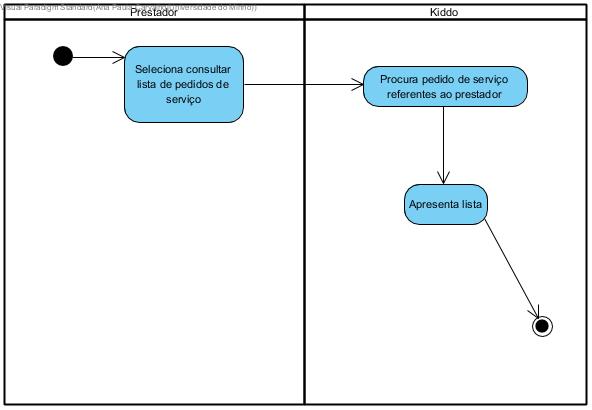 Visual Paradigm Standard(Ana Paula Carvalho(Universidade do Minho))
Prestador
Kiddo
Seleciona consultar
lista de pedidos de
serviço
Procura pedido de serviço
referentes ao prestador
Apresenta lista